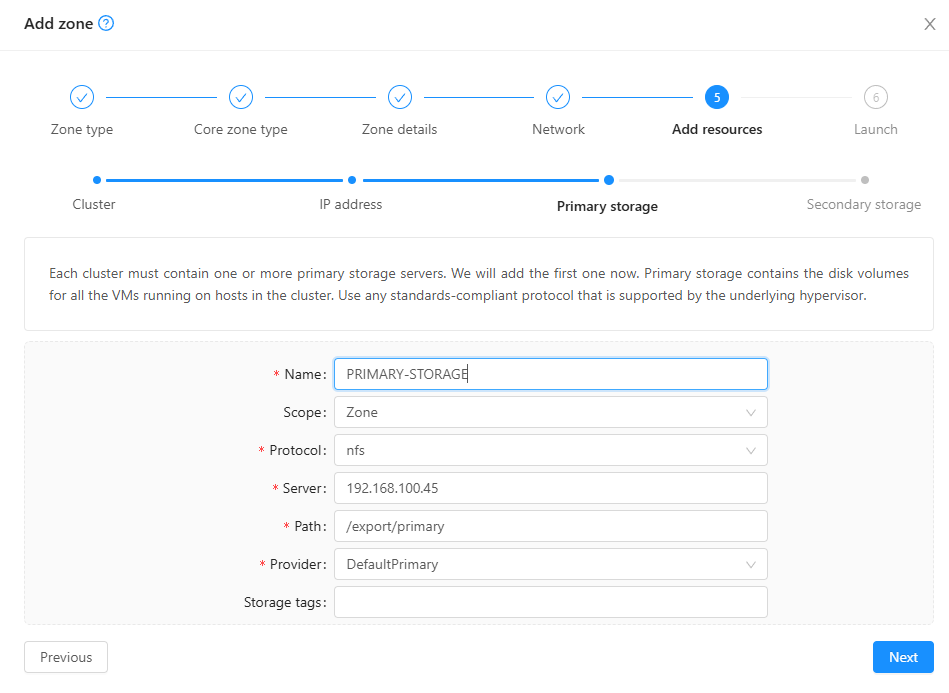 Add zone ?
5 6
Zone type Core zone type Zone details Network Add resources Launch
Cluster IP address Primary storage Secondary storage
Each cluster must contain one or more primary storage servers. We will add the first one now. Primary storage contains the disk volumes
for all the VMs running on hosts in the cluster. Use any standards-compliant protocol that is supported by the underlying hypervisor.
* Name: PRIMARY-STORAGE
Scope: Zone
* Protocol: nfs
* Server: 192.168.100.45
* Path: /export/primary
* Provider: DefaultPrimary
Storage tags:
Previous Next